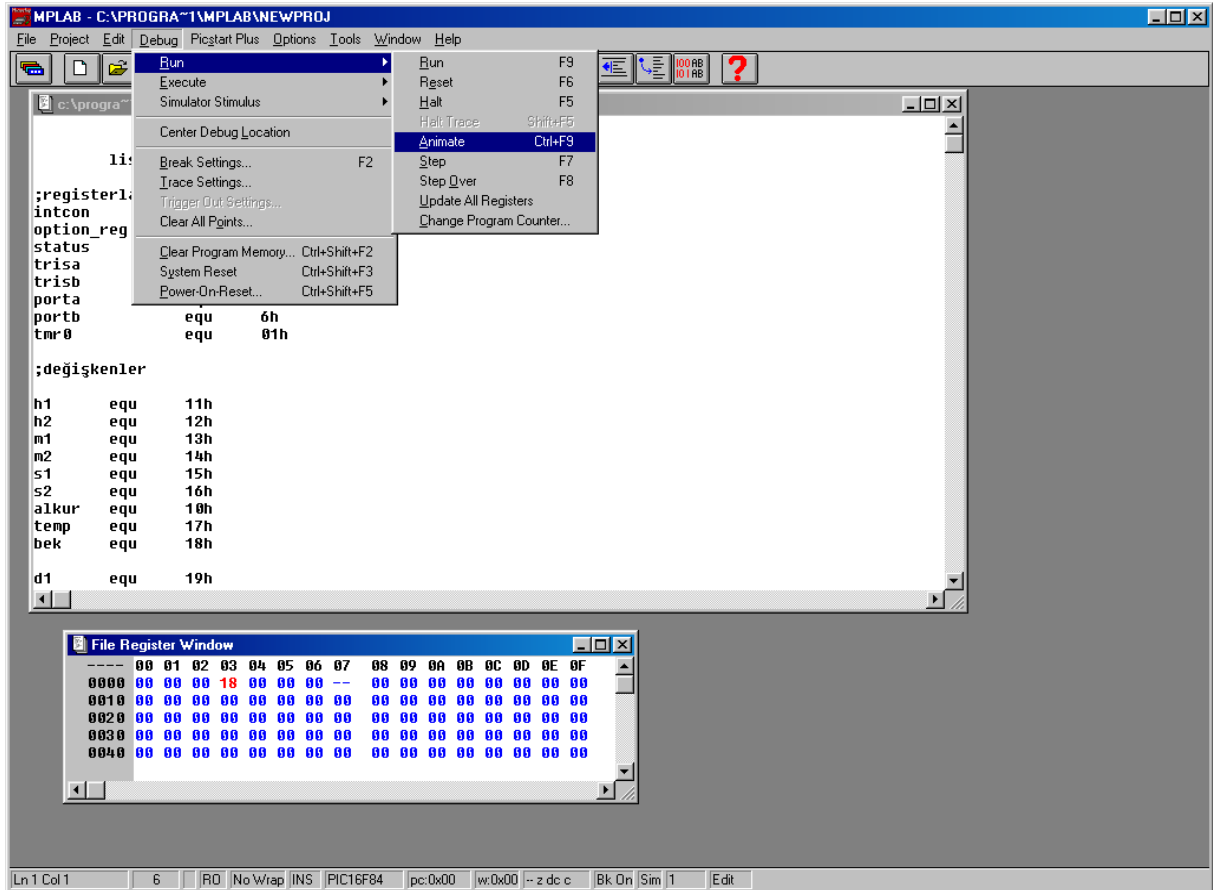 MPLAB - C:\PROGRA~1\MPLAB\NEWPROJ
File Project Edit Debug Picstart Plus Options Tools Window Help
100 AB
101 AB
?
Run
Execute
Simulator Stimulus
Center Debug Location
Break Settings... F2
Trace Settings...
Trigger Out Settings...
Clear All Points...
Clear Program Memory... Ctrl+Shift+F2
System Reset Ctrl+Shift+F3
Power-On-Reset... Ctrl+Shift+F5
Run F9
Reset F6
Halt F5
Halt Trace Shift+F5
Animate Ctrl+F9
Step F7
Step Over F8
Update All Registers
Change Program Counter...
c:\progra~
;registerla
intcon
option_reg
status
trisa
trisb
porta
portb equ 6h
tmr0 equ 01h
;değişkenler
h1 equ 11h
h2 equ 12h
m1 equ 13h
m2 equ 14h
s1 equ 15h
s2 equ 16h
alkur equ 10h
temp equ 17h
bek equ 18h
d1 equ 19h
File Register Window
---- 00 01 02 03 04 05 06 07 08 09 0A 0B 0C 0D 0E 0F
0000 00 00 00 18 00 00 00 -- 00 00 00 00 00 00 00 00
0010 00 00 00 00 00 00 00 00 00 00 00 00 00 00 00 00
0020 00 00 00 00 00 00 00 00 00 00 00 00 00 00 00 00
0030 00 00 00 00 00 00 00 00 00 00 00 00 00 00 00 00
0040 00 00 00 00 00 00 00 00 00 00 00 00 00 00 00 00
Ln 1 Col 1 6 RO No Wrap INS PIC16F84 pc:0x00 w:0x00 -- z dc c Bk On Sim 1 Edit